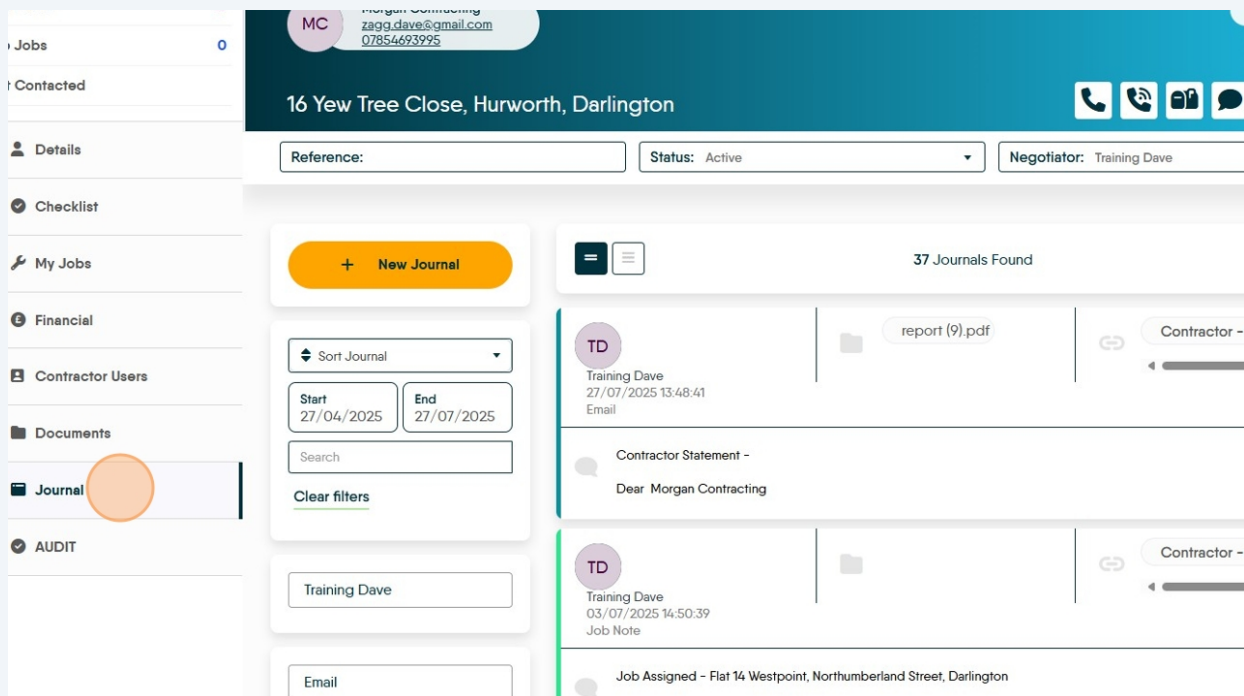 MC
Morgan Contracting
zagg.dave@gmail.com
07854693995
Jobs
0
Contacted
16 Yew Tree Close, Hurworth, Darlington
Reference:
Status: Active
Negotiator: Training Dave
Details
Checklist
My Jobs
Financial
Contractor Users
Documents
Journal
AUDIT
+ New Journal
Sort Journal
Start
27/04/2025
End
27/07/2025
Search
Clear filters
Training Dave
Email
37 Journals Found
TD
Training Dave
27/07/2025 13:48:41
Email
report (9).pdf
Contractor -
Contractor Statement -
Dear Morgan Contracting
TD
Training Dave
03/07/2025 14:50:39
Job Note
Contractor -
Job Assigned - Flat 14 Westpoint, Northumberland Street, Darlington